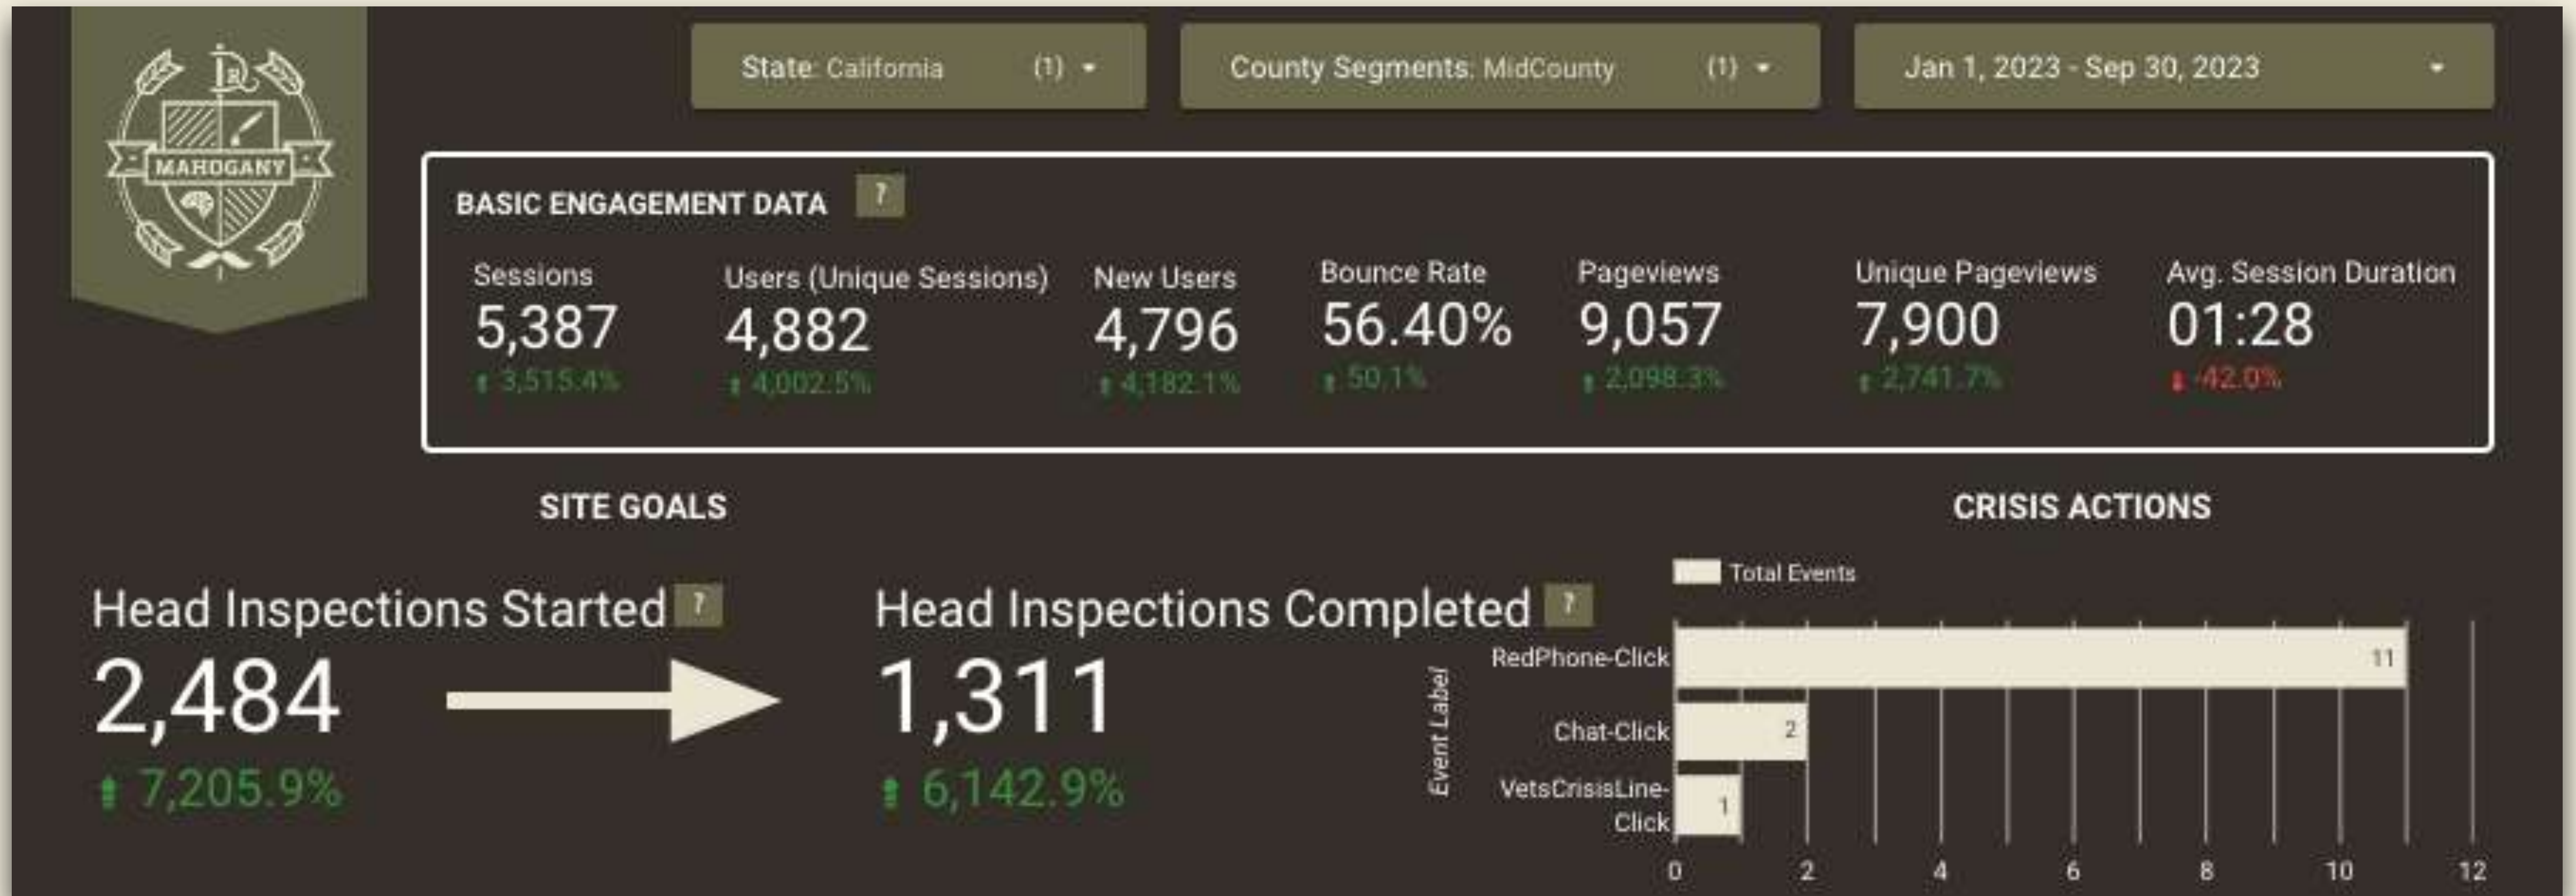 DR
MAHOGANY
State: California (1)
County Segments: MidCounty (1)
Jan 1, 2023 - Sep 30, 2023
BASIC ENGAGEMENT DATA ?
Sessions
5,387
3,515.4%
Users (Unique Sessions)
4,882
4,002.5%
New Users
4,796
4,182.1%
Bounce Rate
56.40%
50.1%
Pageviews
9,057
2,098.3%
Unique Pageviews
7,900
2,741.7%
Avg. Session Duration
01:28
-42.0%
SITE GOALS
Head Inspections Started ?
2,484
7,205.9%
Head Inspections Completed ?
1,311
6,142.9%
CRISIS ACTIONS
Total Events
Event Label
RedPhone-Click
11
Chat-Click
2
VetsCrisisLine-
Click
1
0 2 4 6 8 10 12